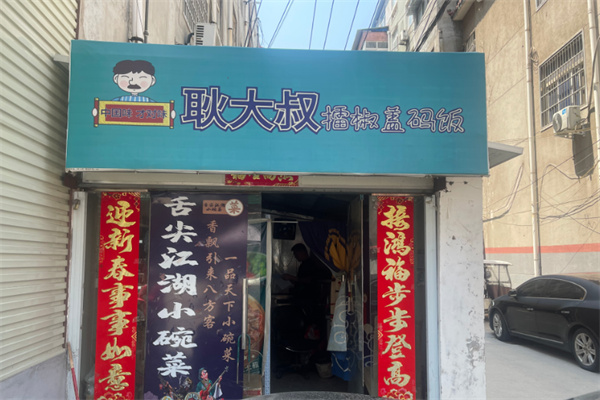 耿大叔擂椒盖码饭
迎新春事事如意
舌尖江湖小碗菜
香飘引来八方客
一品天下小碗菜
菜
接鸿福步步登高